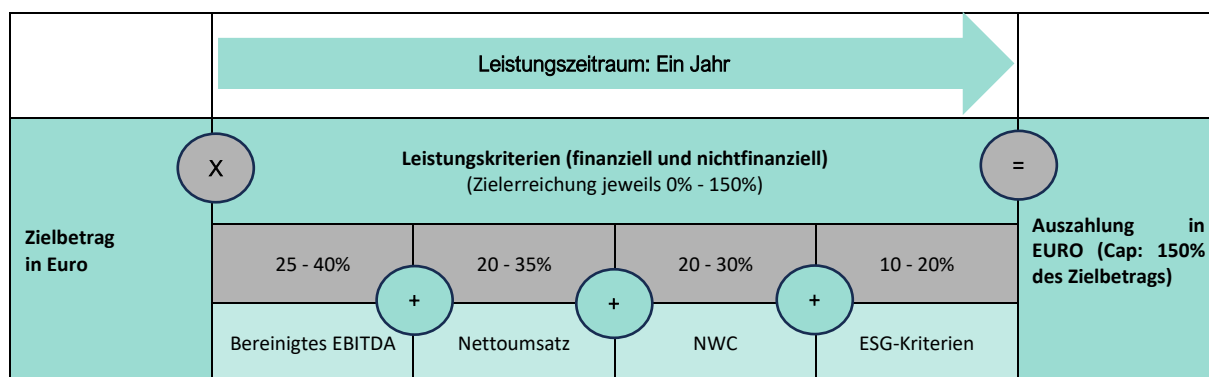 Leistungszeitraum: Ein Jahr
X
Leistungskriterien (finanziell und nichtfinanziell)
(Zielerreichung jeweils 0% - 150%)
=
Zielbetrag
in Euro
Auszahlung in
EURO (Cap: 150%
des Zielbetrags)
25 - 40%
20 - 35%
20 - 30%
10 - 20%
+
+
+
Bereinigtes EBITDA
Nettoumsatz
NWC
ESG-Kriterien